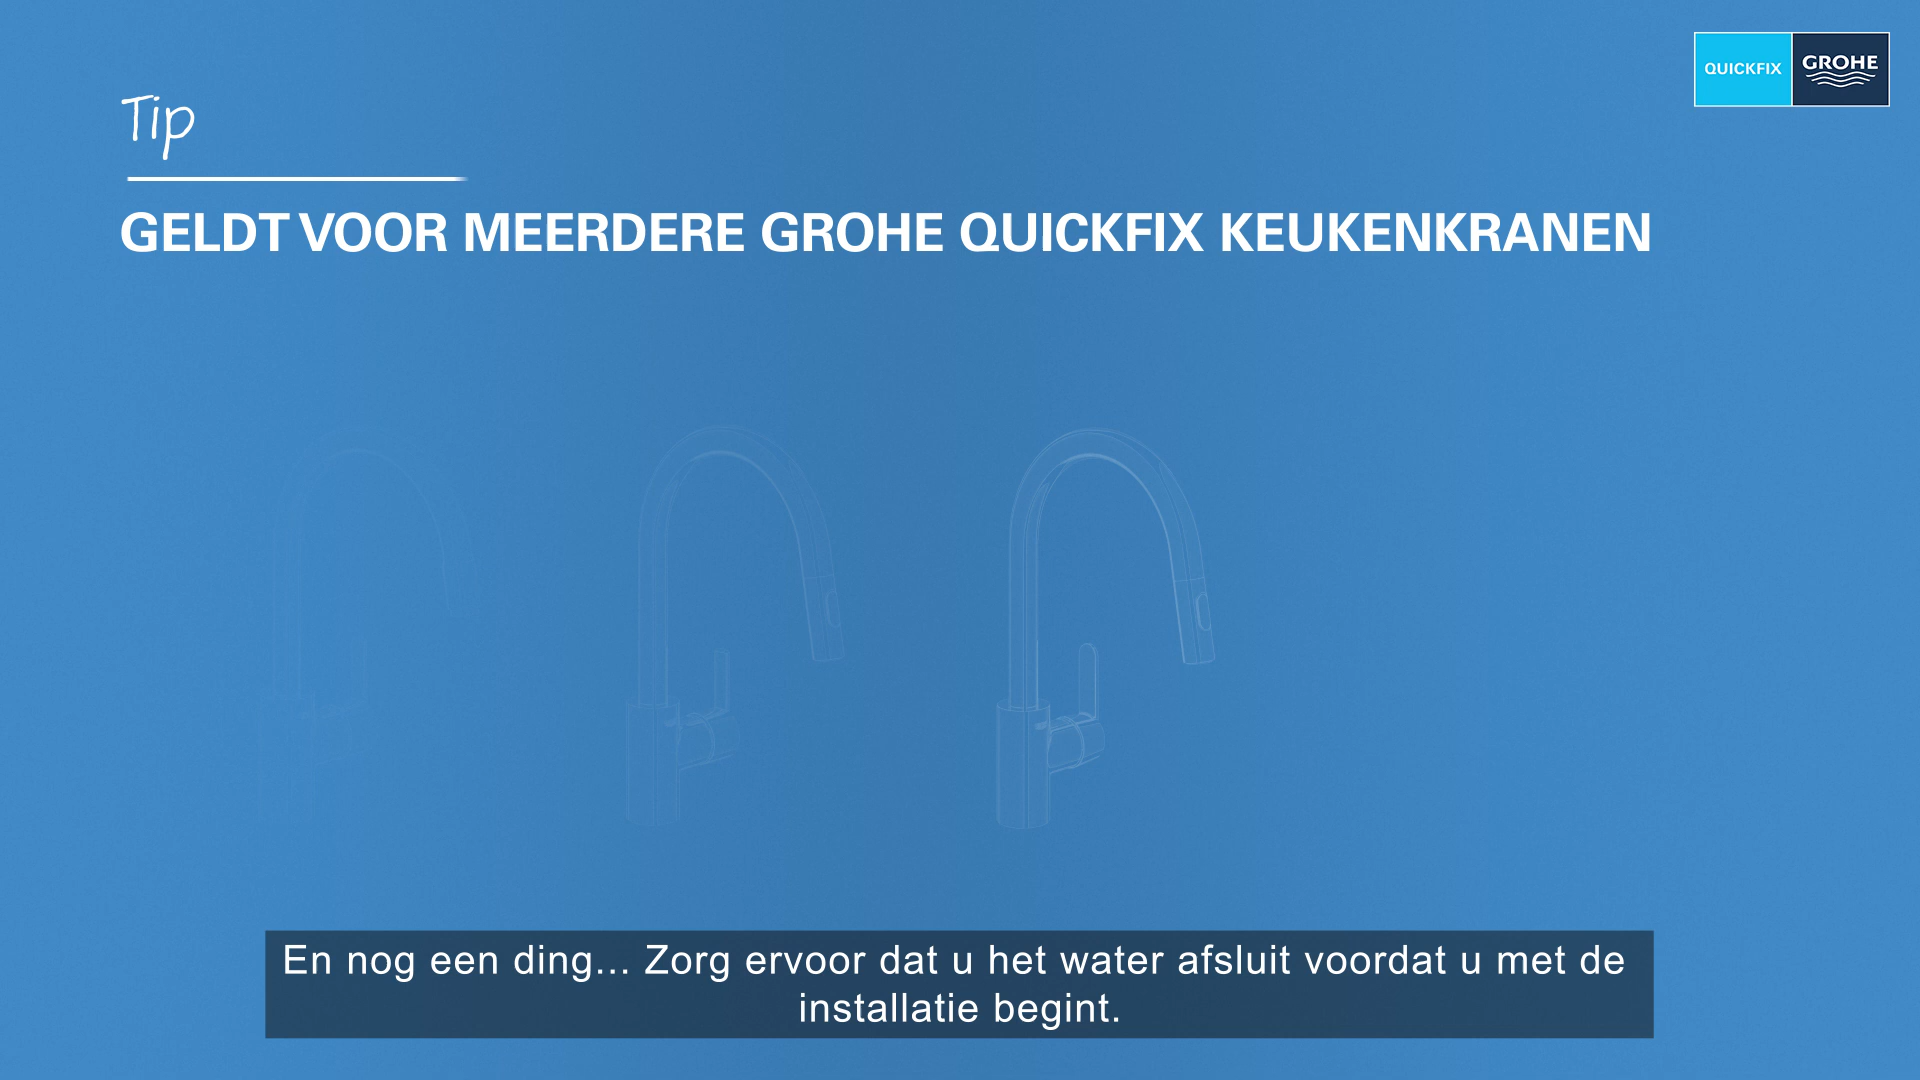 QUICKFIX GROHE
Tip
GELDT VOOR MEERDERE GROHE QUICKFIX KEUKENKRANEN
En nog een ding... Zorg ervoor dat u het water afsluit voordat u met de
installatie begint.